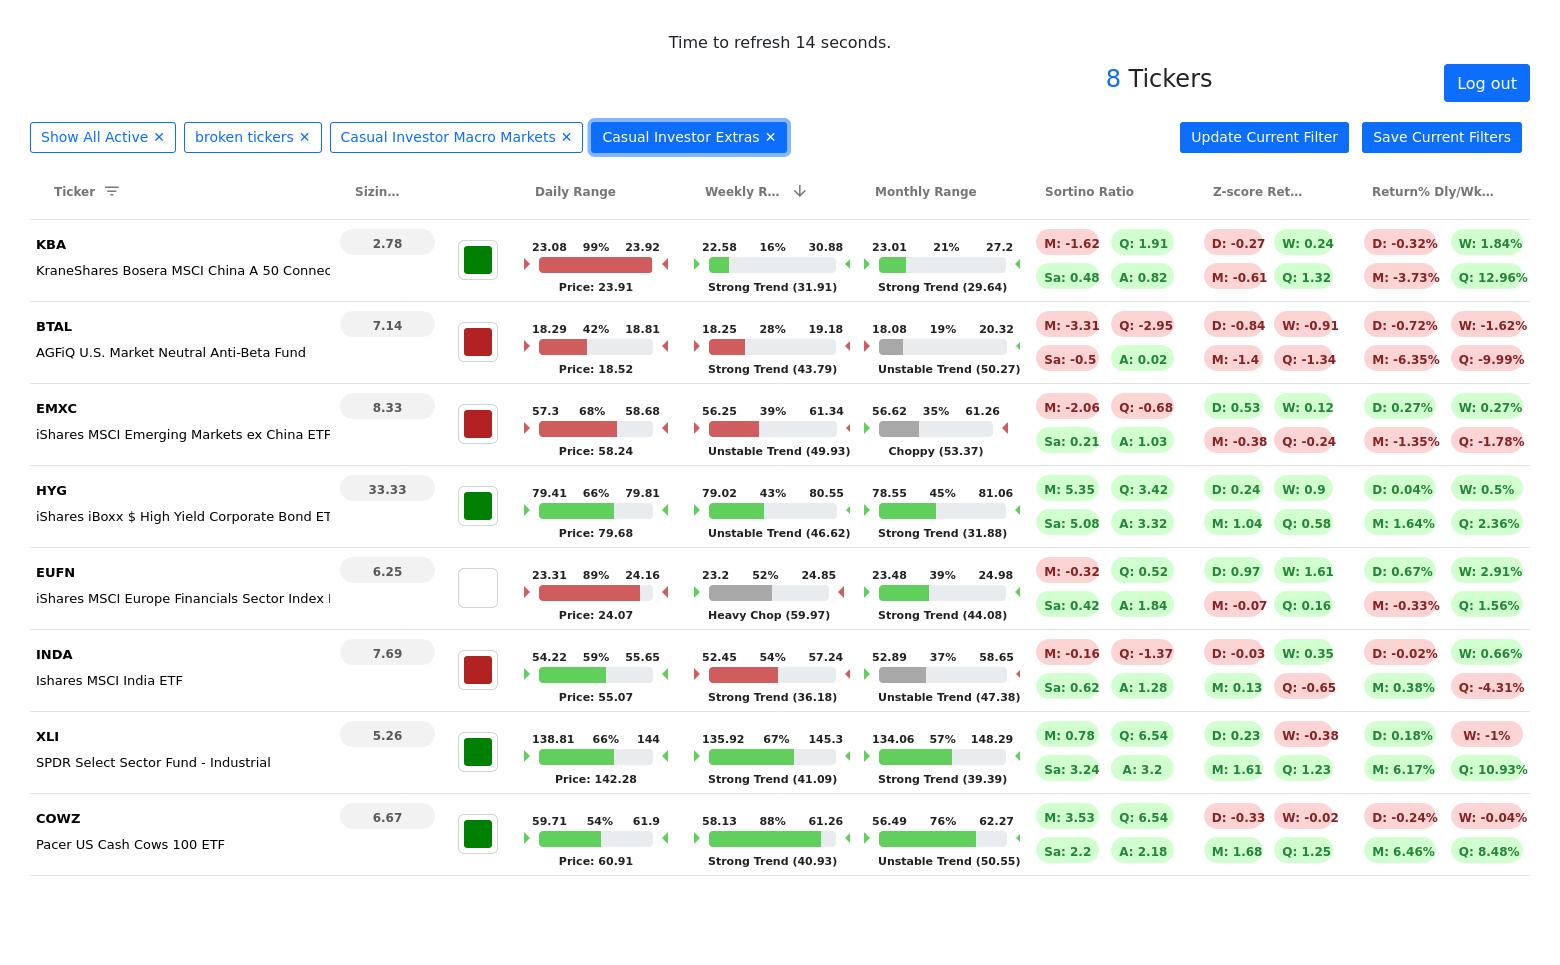 Time to refresh 14 seconds.
8 Tickers
Log out
Show All Active ✕ broken tickers ✕ Casual Investor Macro Markets ✕ Casual Investor Extras ✕ Update Current Filter Save Current Filters
Ticker Sizin... Daily Range Weekly R... Monthly Range Sortino Ratio Z-score Ret... Return% Dly/Wk...
KBA 2.78 23.08 99% 23.92 22.58 16% 30.88 23.01 21% 27.2 M: -1.62 Q: 1.91 D: -0.27 W: 0.24 D: -0.32% W: 1.84%
KraneShares Bosera MSCI China A 50 Connec Price: 23.91 Strong Trend (31.91) Strong Trend (29.64) Sa: 0.48 A: 0.82 M: -0.61 Q: 1.32 M: -3.73% Q: 12.96%
BTAL 7.14 18.29 42% 18.81 18.25 28% 19.18 18.08 19% 20.32 M: -3.31 Q: -2.95 D: -0.84 W: -0.91 D: -0.72% W: -1.62%
AGFiQ U.S. Market Neutral Anti-Beta Fund Price: 18.52 Strong Trend (43.79) Unstable Trend (50.27) Sa: -0.5 A: 0.02 M: -1.4 Q: -1.34 M: -6.35% Q: -9.99%
EMXC 8.33 57.3 68% 58.68 56.25 39% 61.34 56.62 35% 61.26 M: -2.06 Q: -0.68 D: 0.53 W: 0.12 D: 0.27% W: 0.27%
iShares MSCI Emerging Markets ex China ETF Price: 58.24 Unstable Trend (49.93) Choppy (53.37) Sa: 0.21 A: 1.03 M: -0.38 Q: -0.24 M: -1.35% Q: -1.78%
HYG 33.33 79.41 66% 79.81 79.02 43% 80.55 78.55 45% 81.06 M: 5.35 Q: 3.42 D: 0.24 W: 0.9 D: 0.04% W: 0.5%
iShares iBoxx $ High Yield Corporate Bond ET Price: 79.68 Unstable Trend (46.62) Strong Trend (31.88) Sa: 5.08 A: 3.32 M: 1.04 Q: 0.58 M: 1.64% Q: 2.36%
EUFN 6.25 23.31 89% 24.16 23.2 52% 24.85 23.48 39% 24.98 M: -0.32 Q: 0.52 D: 0.97 W: 1.61 D: 0.67% W: 2.91%
iShares MSCI Europe Financials Sector Index Price: 24.07 Heavy Chop (59.97) Strong Trend (44.08) Sa: 0.42 A: 1.84 M: -0.07 Q: 0.16 M: -0.33% Q: 1.56%
INDA 7.69 54.22 59% 55.65 52.45 54% 57.24 52.89 37% 58.65 M: -0.16 Q: -1.37 D: -0.03 W: 0.35 D: -0.02% W: 0.66%
Ishares MSCI India ETF Price: 55.07 Strong Trend (36.18) Unstable Trend (47.38) Sa: 0.62 A: 1.28 M: 0.13 Q: -0.65 M: 0.38% Q: -4.31%
XLI 5.26 138.81 66% 144 135.92 67% 145.3 134.06 57% 148.29 M: 0.78 Q: 6.54 D: 0.23 W: -0.38 D: 0.18% W: -1%
SPDR Select Sector Fund - Industrial Price: 142.28 Strong Trend (41.09) Strong Trend (39.39) Sa: 3.24 A: 3.2 M: 1.61 Q: 1.23 M: 6.17% Q: 10.93%
COWZ 6.67 59.71 54% 61.9 58.13 88% 61.26 56.49 76% 62.27 M: 3.53 Q: 6.54 D: -0.33 W: -0.02 D: -0.24% W: -0.04%
Pacer US Cash Cows 100 ETF Price: 60.91 Strong Trend (40.93) Unstable Trend (50.55) Sa: 2.2 A: 2.18 M: 1.68 Q: 1.25 M: 6.46% Q: 8.48%